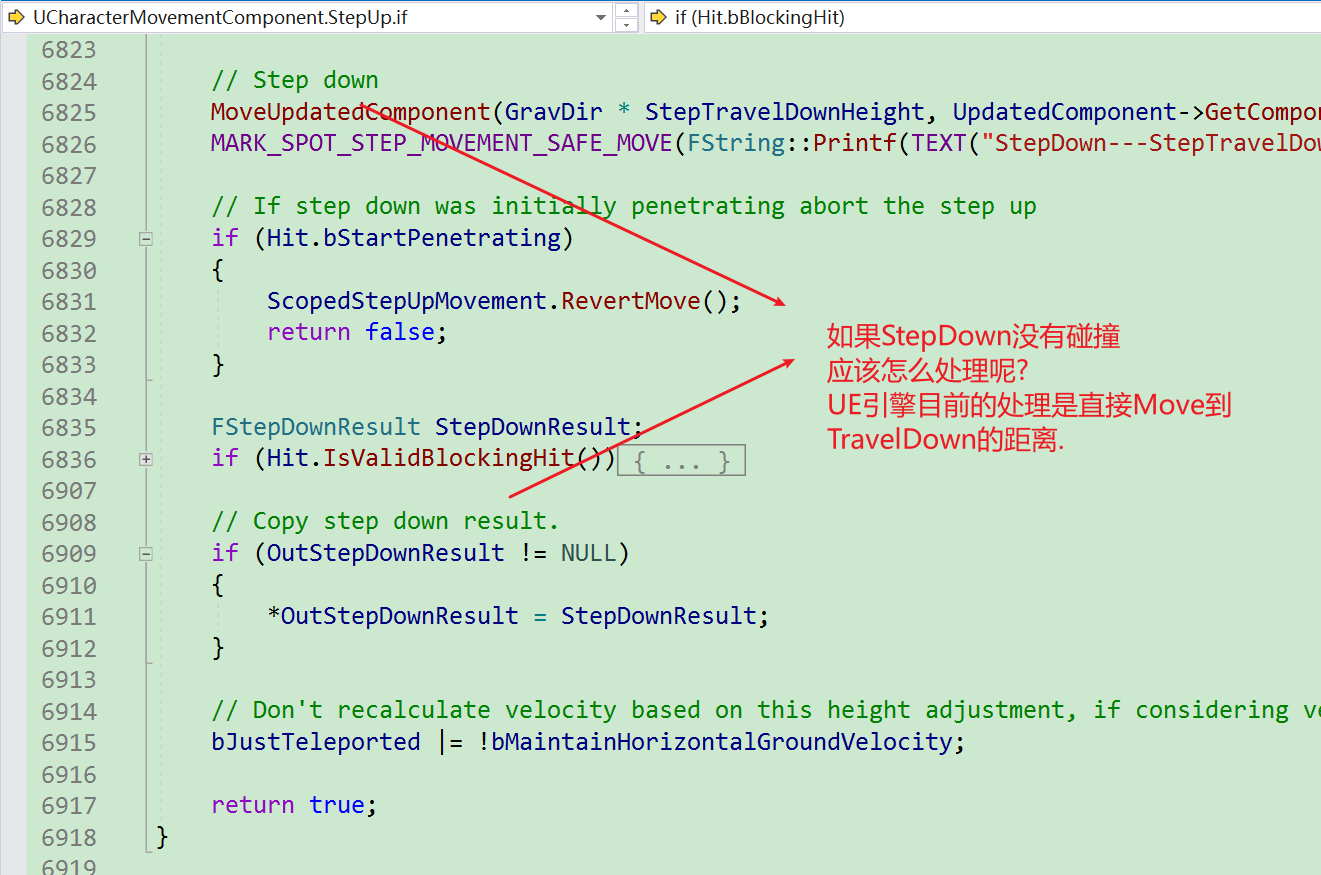 UCharacterMovementComponent.StepUp.if
if (Hit.bBlockingHit)
6823
6824 // Step down
6825 MoveUpdatedComponent(GravDir * StepTravelDownHeight, UpdatedComponent->GetCompon
6826 MARK_SPOT_STEP_MOVEMENT_SAFE_MOVE(FString::Printf(TEXT("StepDown---StepTravelDow
6827
6828 // If step down was initially penetrating abort the step up
6829 if (Hit.bStartPenetrating)
6830 {
6831 ScopedStepUpMovement.RevertMove();
6832 return false;
6833 }
如果StepDown没有碰撞
应该怎么处理呢?
UE引擎目前的处理是直接Move到
TravelDown的距离.
6834
6835 FStepDownResult StepDownResult;
6836 if (Hit.IsValidBlockingHit()) { ... }
6907
6908 // Copy step down result.
6909 if (OutStepDownResult != NULL)
6910 {
6911 *OutStepDownResult = StepDownResult;
6912 }
6913
6914 // Don't recalculate velocity based on this height adjustment, if considering ve
6915 bJustTeleported |= !bMaintainHorizontalGroundVelocity;
6916
6917 return true;
6918 }
6919